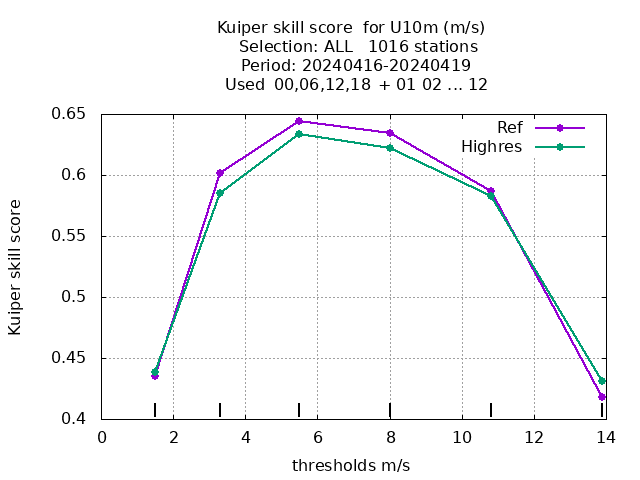 Kuiper skill score  for U10m (m/s)
Selection: ALL   1016 stations
Period: 20240416-20240419
Used  00,06,12,18  + 01 02 ... 12
0.65
Ref
Highres
0.6
0.55
0.5
0.45
0.4
Kuiper skill score
0 2 4 6 8 10 12 14
thresholds m/s